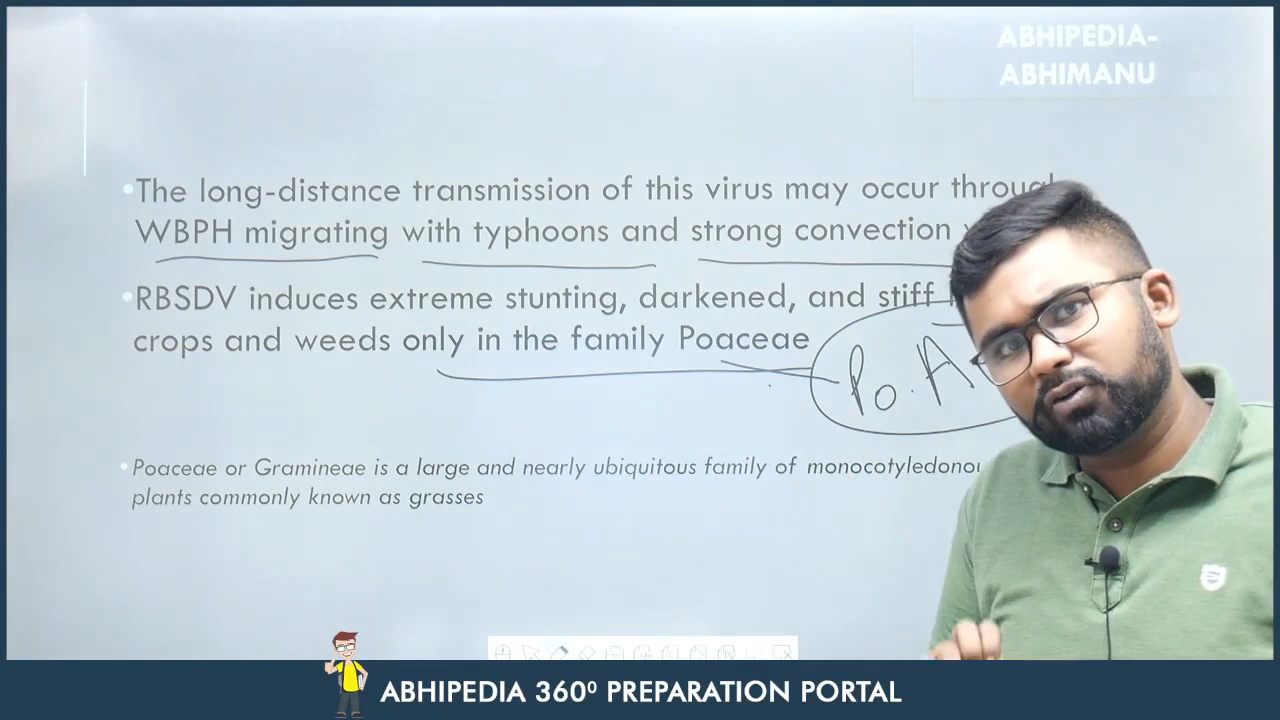 ABHIPEDIA-
ABHIMANU
•The long-distance transmission of this virus may occur through
WBPH migrating with typhoons and strong convection
•RBSDV induces extreme stunting, darkened, and stiff
crops and weeds only in the family Poaceae
Po. A
•Poaceae or Gramineae is a large and nearly ubiquitous family of monocotyledonou
plants commonly known as grasses
ABHIPEDIA 360⁰ PREPARATION PORTAL